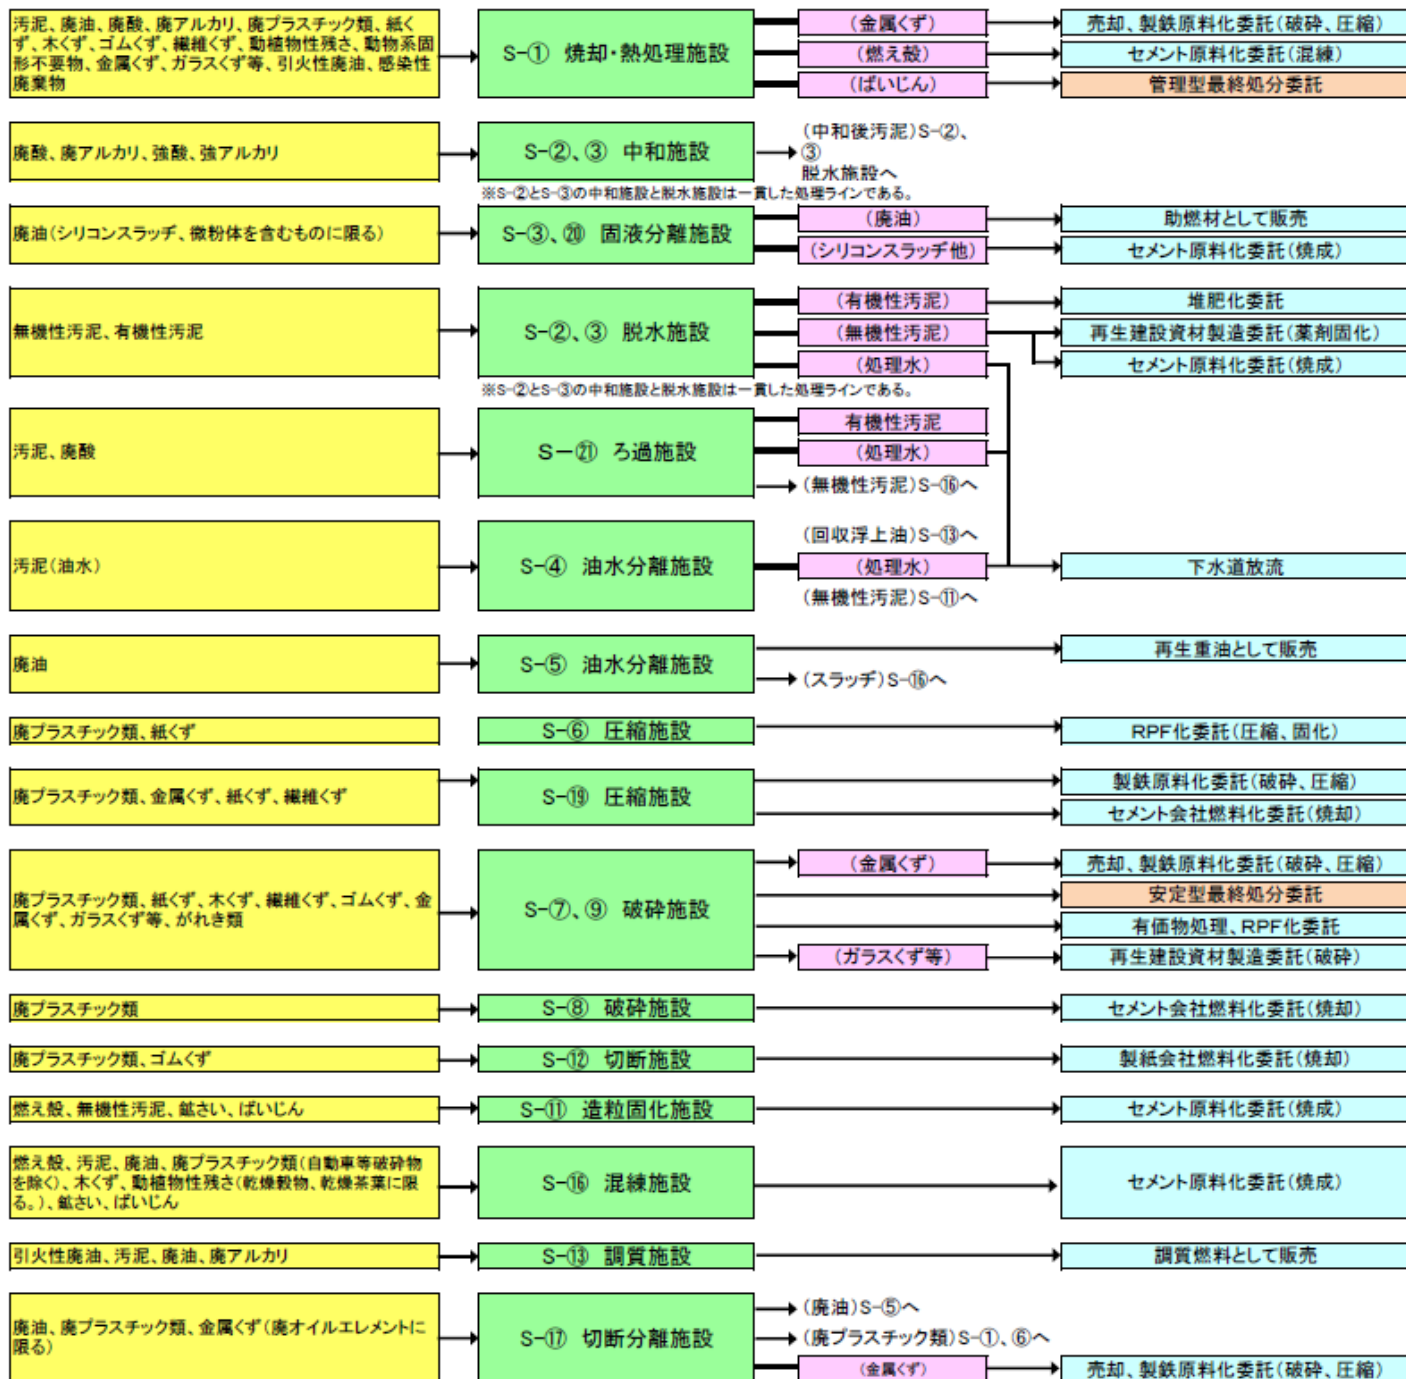 汚泥、廃油、廃酸、廃アルカリ、廃プラスチック類、紙く
ず、木くず、ゴムくず、繊維くず、動植物性残さ、動物系固
形不要物、金属くず、ガラスくず等、引火性廃油、感染性
廃棄物
S-① 焼却・熱処理施設
(金属くず)
売却、製鉄原料化委託(破砕、圧縮)
(燃え殻)
セメント原料化委託(混練)
(ばいじん)
管理型最終処分委託
廃酸、廃アルカリ、強酸、強アルカリ
S-②、③ 中和施設
(中和後汚泥)S-②、
③
脱水施設へ
※S-②とS-③の中和施設と脱水施設は一貫した処理ラインである。
廃油(シリコンスラッヂ、微粉体を含むものに限る)
S-③、⑳ 固液分離施設
(廃油)
助燃材として販売
(シリコンスラッヂ他)
セメント原料化委託(焼成)
無機性汚泥、有機性汚泥
S-②、③ 脱水施設
(有機性汚泥)
堆肥化委託
(無機性汚泥)
再生建設資材製造委託(薬剤固化)
(処理水)
セメント原料化委託(焼成)
※S-②とS-③の中和施設と脱水施設は一貫した処理ラインである。
汚泥、廃酸
S-㉑ ろ過施設
有機性汚泥
(処理水)
(無機性汚泥)S-⑯へ
汚泥(油水)
S-④ 油水分離施設
(回収浮上油)S-⑬へ
(処理水)
下水道放流
(無機性汚泥)S-⑪へ
廃油
S-⑤ 油水分離施設
再生重油として販売
(スラッヂ)S-⑯へ
廃プラスチック類、紙くず
S-⑥ 圧縮施設
RPF化委託(圧縮、固化)
廃プラスチック類、金属くず、紙くず、繊維くず
S-⑲ 圧縮施設
製鉄原料化委託(破砕、圧縮)
セメント会社燃料化委託(焼却)
廃プラスチック類、紙くず、木くず、繊維くず、ゴムくず、金
属くず、ガラスくず等、がれき類
S-⑦、⑨ 破砕施設
(金属くず)
売却、製鉄原料化委託(破砕、圧縮)
安定型最終処分委託
有価物処理、RPF化委託
(ガラスくず等)
再生建設資材製造委託(破砕)
廃プラスチック類
S-⑧ 破砕施設
セメント会社燃料化委託(焼却)
廃プラスチック類、ゴムくず
S-⑫ 切断施設
製紙会社燃料化委託(焼却)
燃え殻、無機性汚泥、鉱さい、ばいじん
S-⑪ 造粒固化施設
セメント原料化委託(焼成)
燃え殻、汚泥、廃油、廃プラスチック類(自動車等破砕物
を除く)、木くず、動植物性残さ(乾燥穀物、乾燥茶葉に限
る。)、鉱さい、ばいじん
S-⑯ 混練施設
セメント原料化委託(焼成)
引火性廃油、汚泥、廃油、廃アルカリ
S-⑬ 調質施設
調質燃料として販売
廃油、廃プラスチック類、金属くず(廃オイルエレメントに
限る)
S-⑰ 切断分離施設
(廃油)S-⑤へ
(廃プラスチック類)S-①、⑥へ
(金属くず)
売却、製鉄原料化委託(破砕、圧縮)